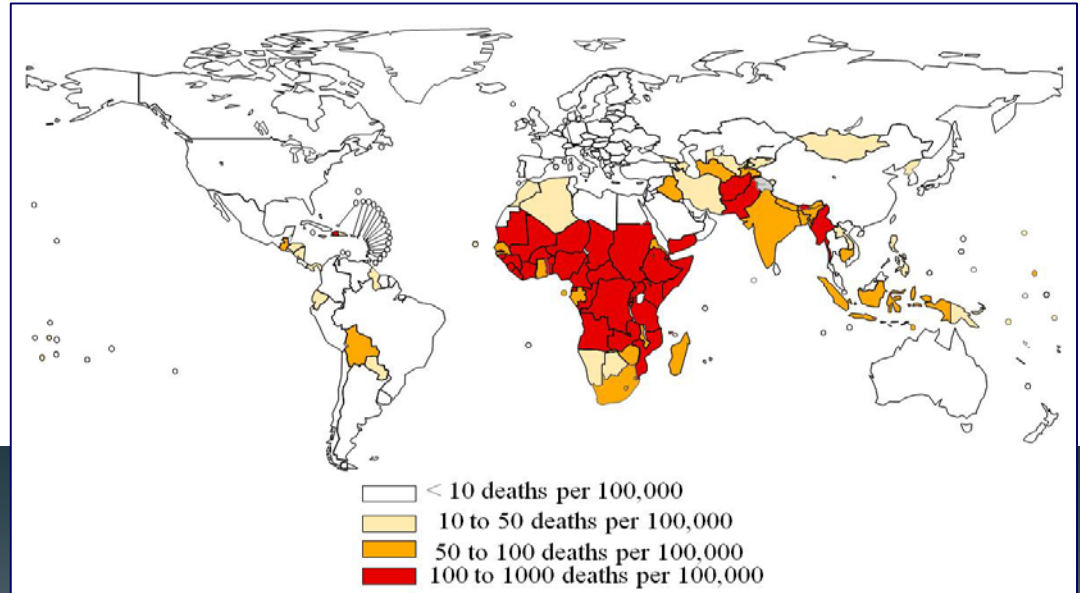 < 10 deaths per 100,000
10 to 50 deaths per 100,000
50 to 100 deaths per 100,000
100 to 1000 deaths per 100,000